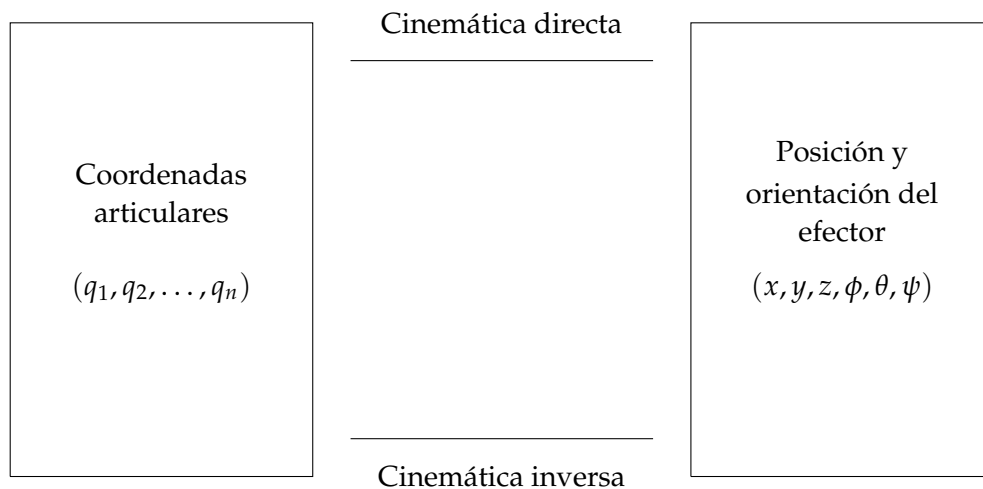 Cinemática directa
Coordenadas
articulares
(q₁, q₂, . . . , qₙ)
Posición y
orientación del
efector
(x, y, z, ϕ, θ, ψ)
Cinemática inversa